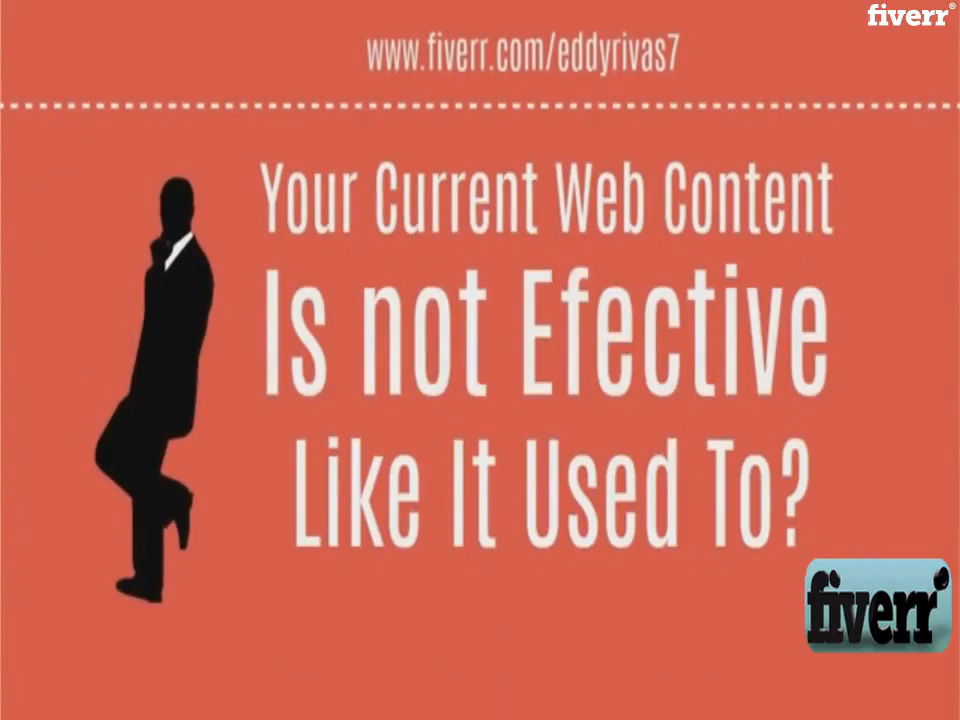 fiverr®
www.fiverr.com/eddyrivas7
Your Current Web Content
Is not Efective
Like It Used To?
fiverr